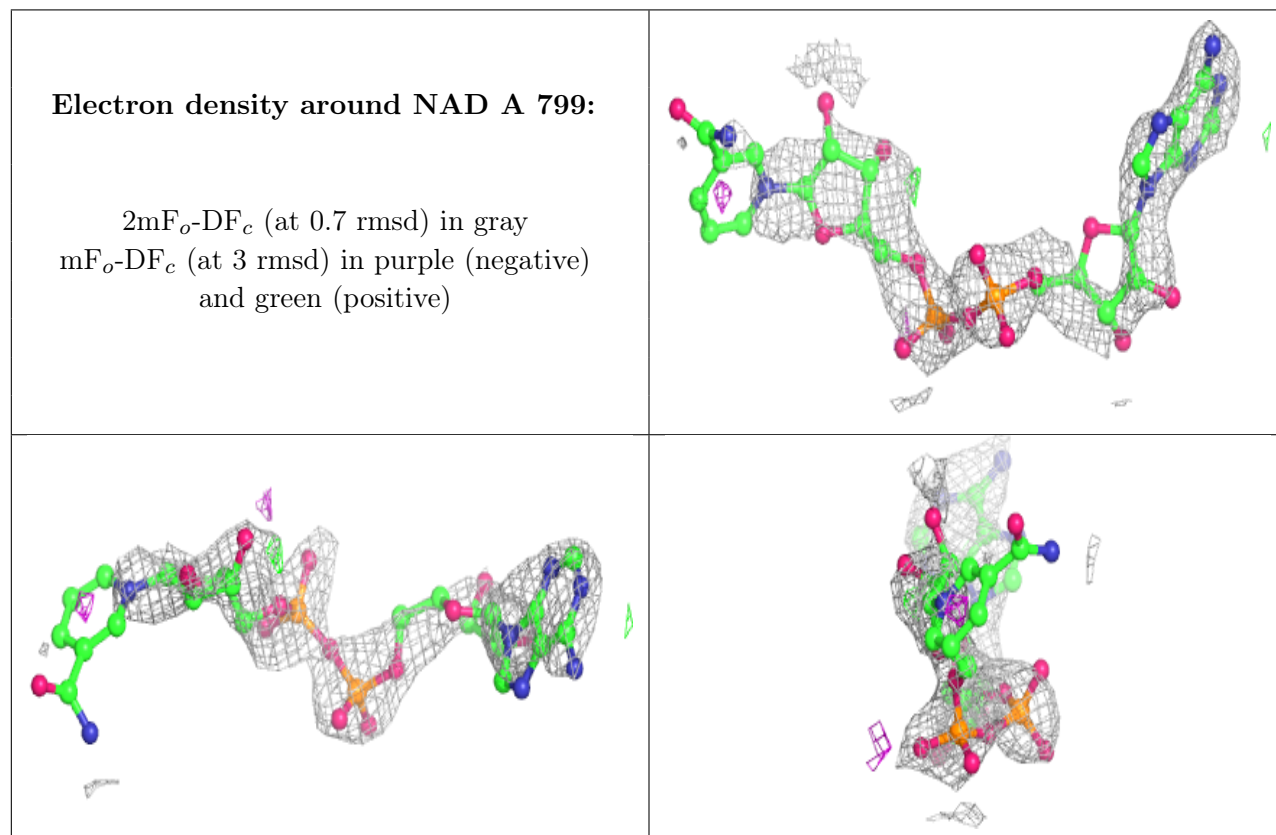 Electron density around NAD A 799:
2mFo-DFc (at 0.7 rmsd) in gray
mFo-DFc (at 3 rmsd) in purple (negative)
and green (positive)